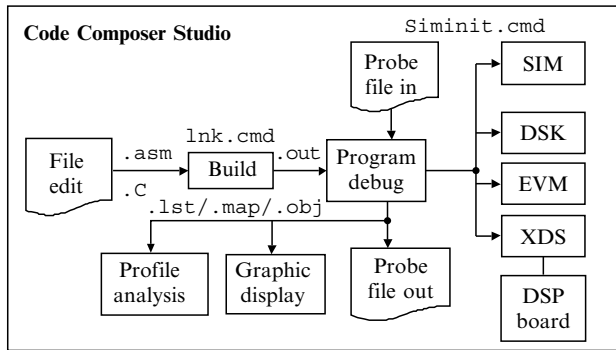 Siminit.cmd
Code Composer Studio
Probe
file in
SIM
DSK
lnk.cmd
File
edit
.asm
.C
Build
.out
Program
debug
EVM
.lst/.map/.obj
XDS
Profile
analysis
Graphic
display
Probe
file out
DSP
board